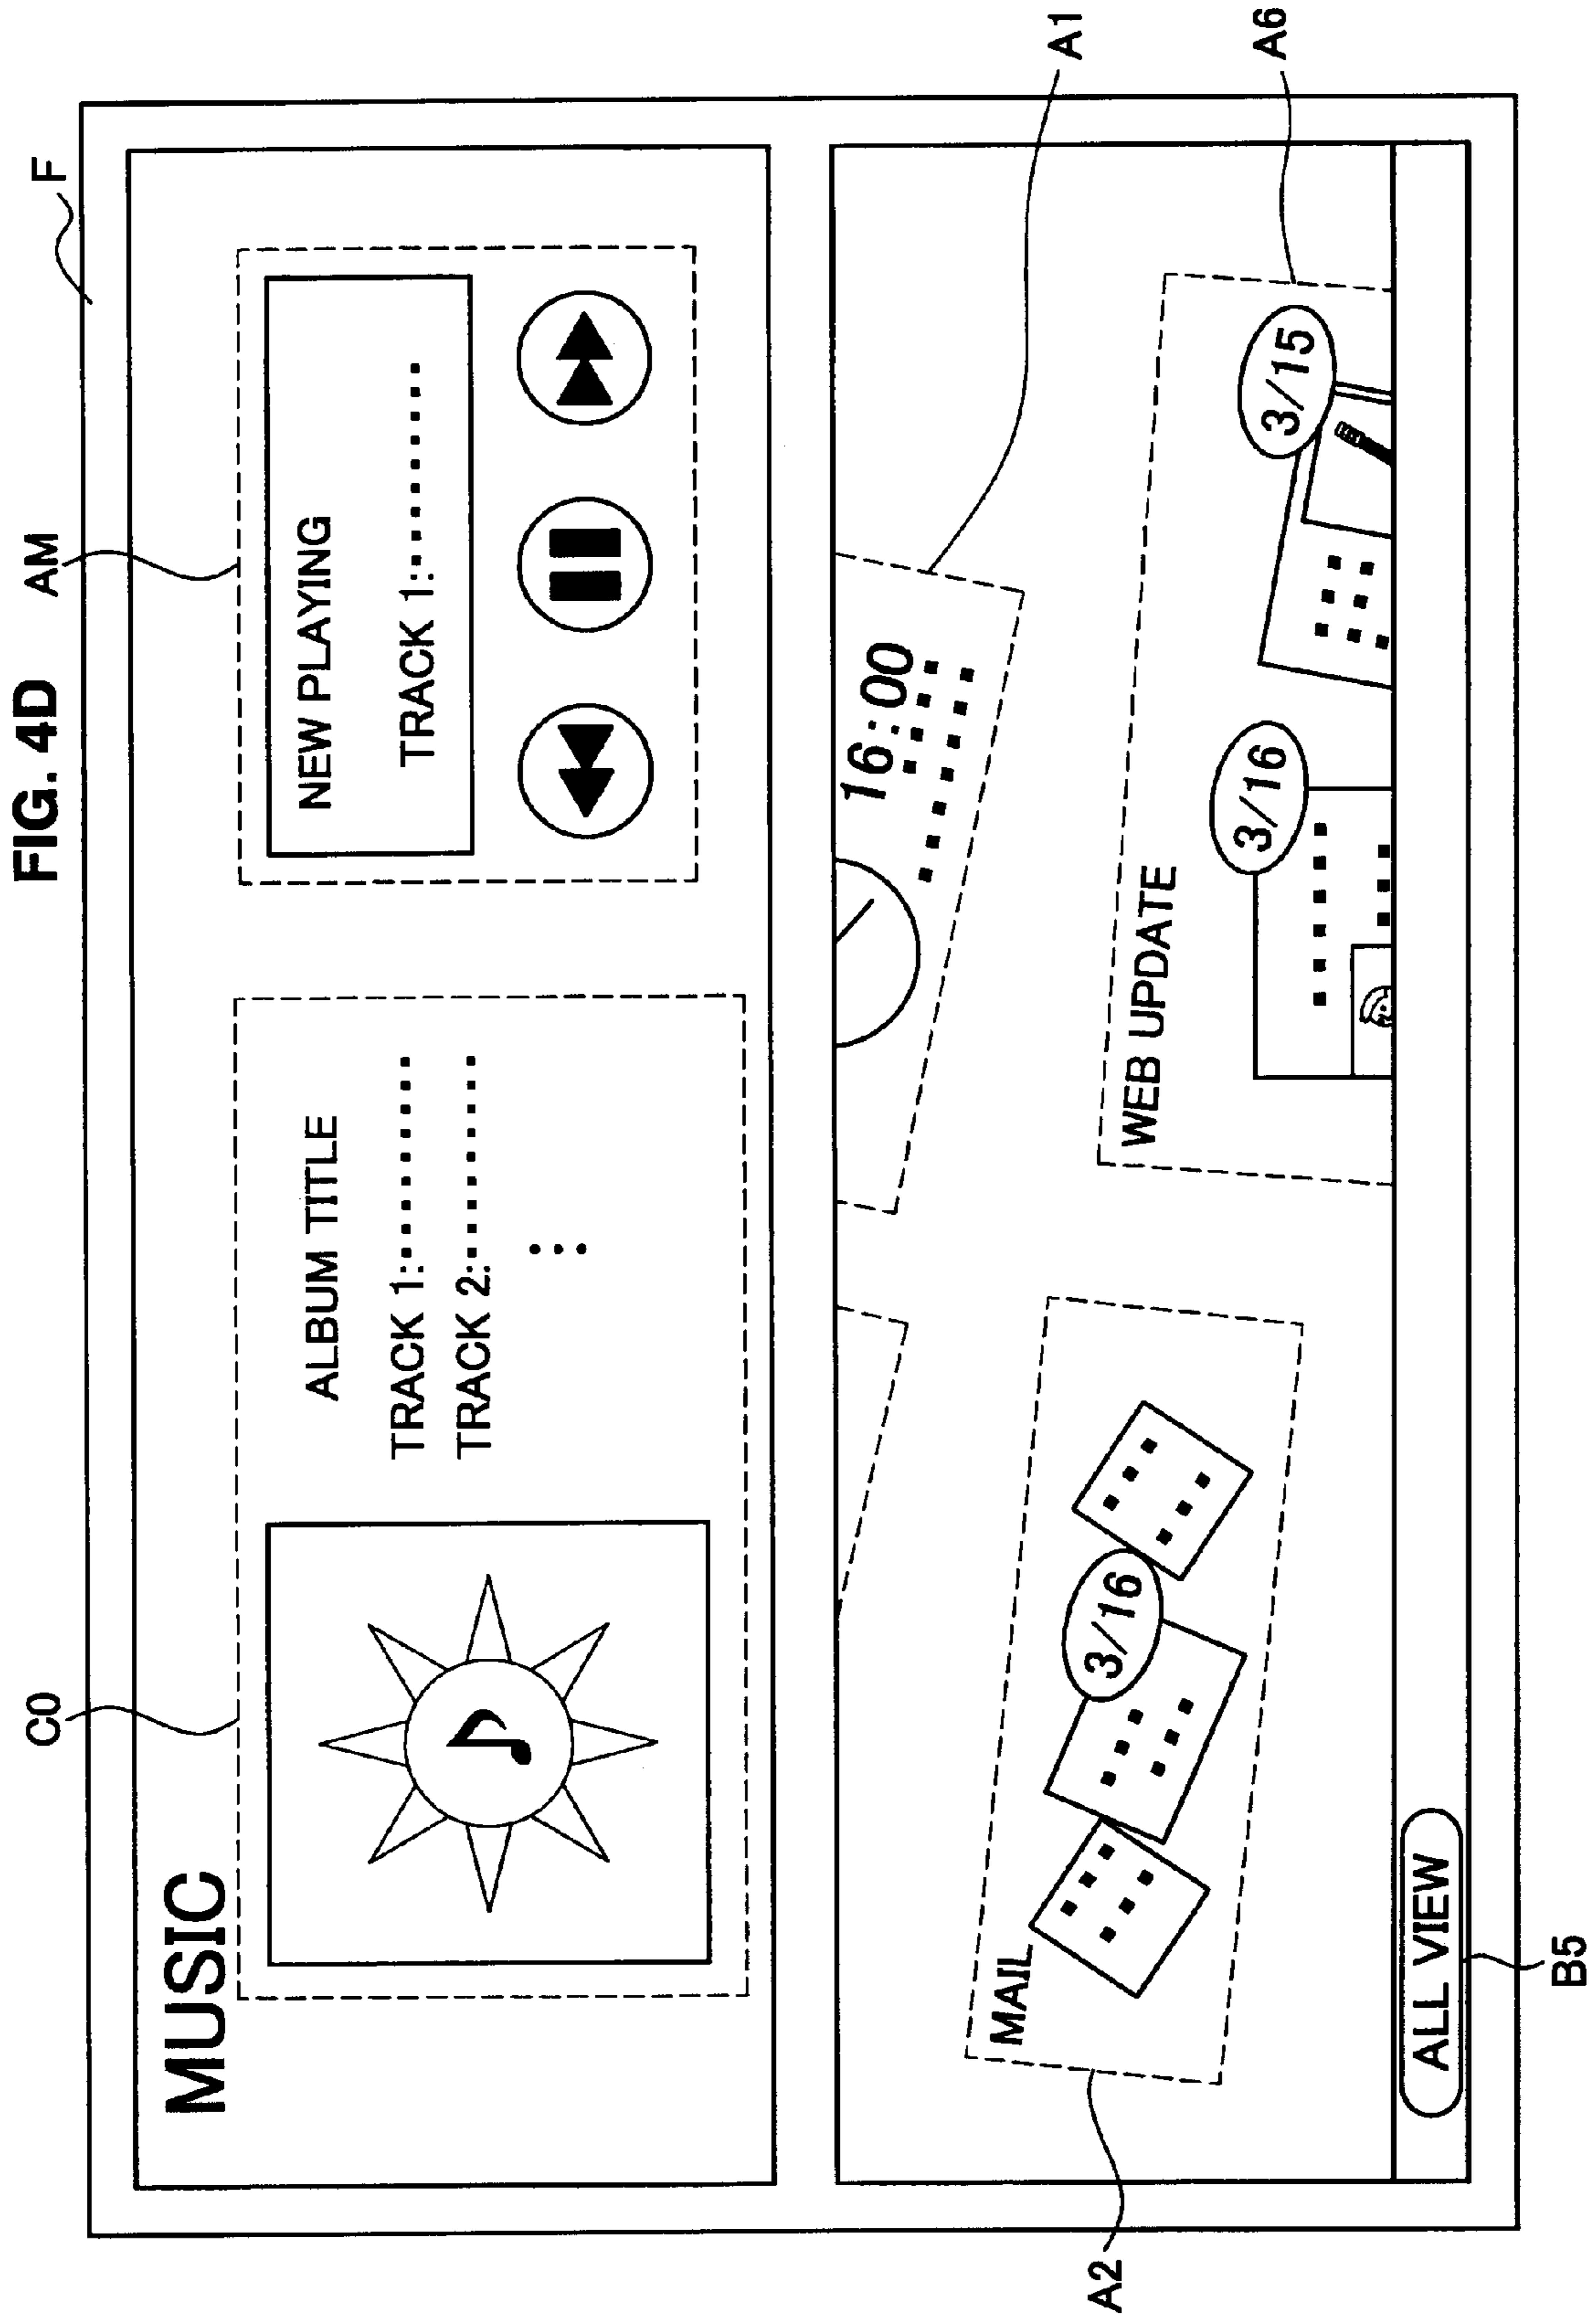 FIG. 4D
F
C0
AM
MUSIC
ALBUM TITLE
TRACK 1:
TRACK 2:
NEW PLAYING
TRACK 1:
16:00
A1
MAIL
3/16
A2
WEB UPDATE
3/16
3/15
A6
ALL VIEW
B5